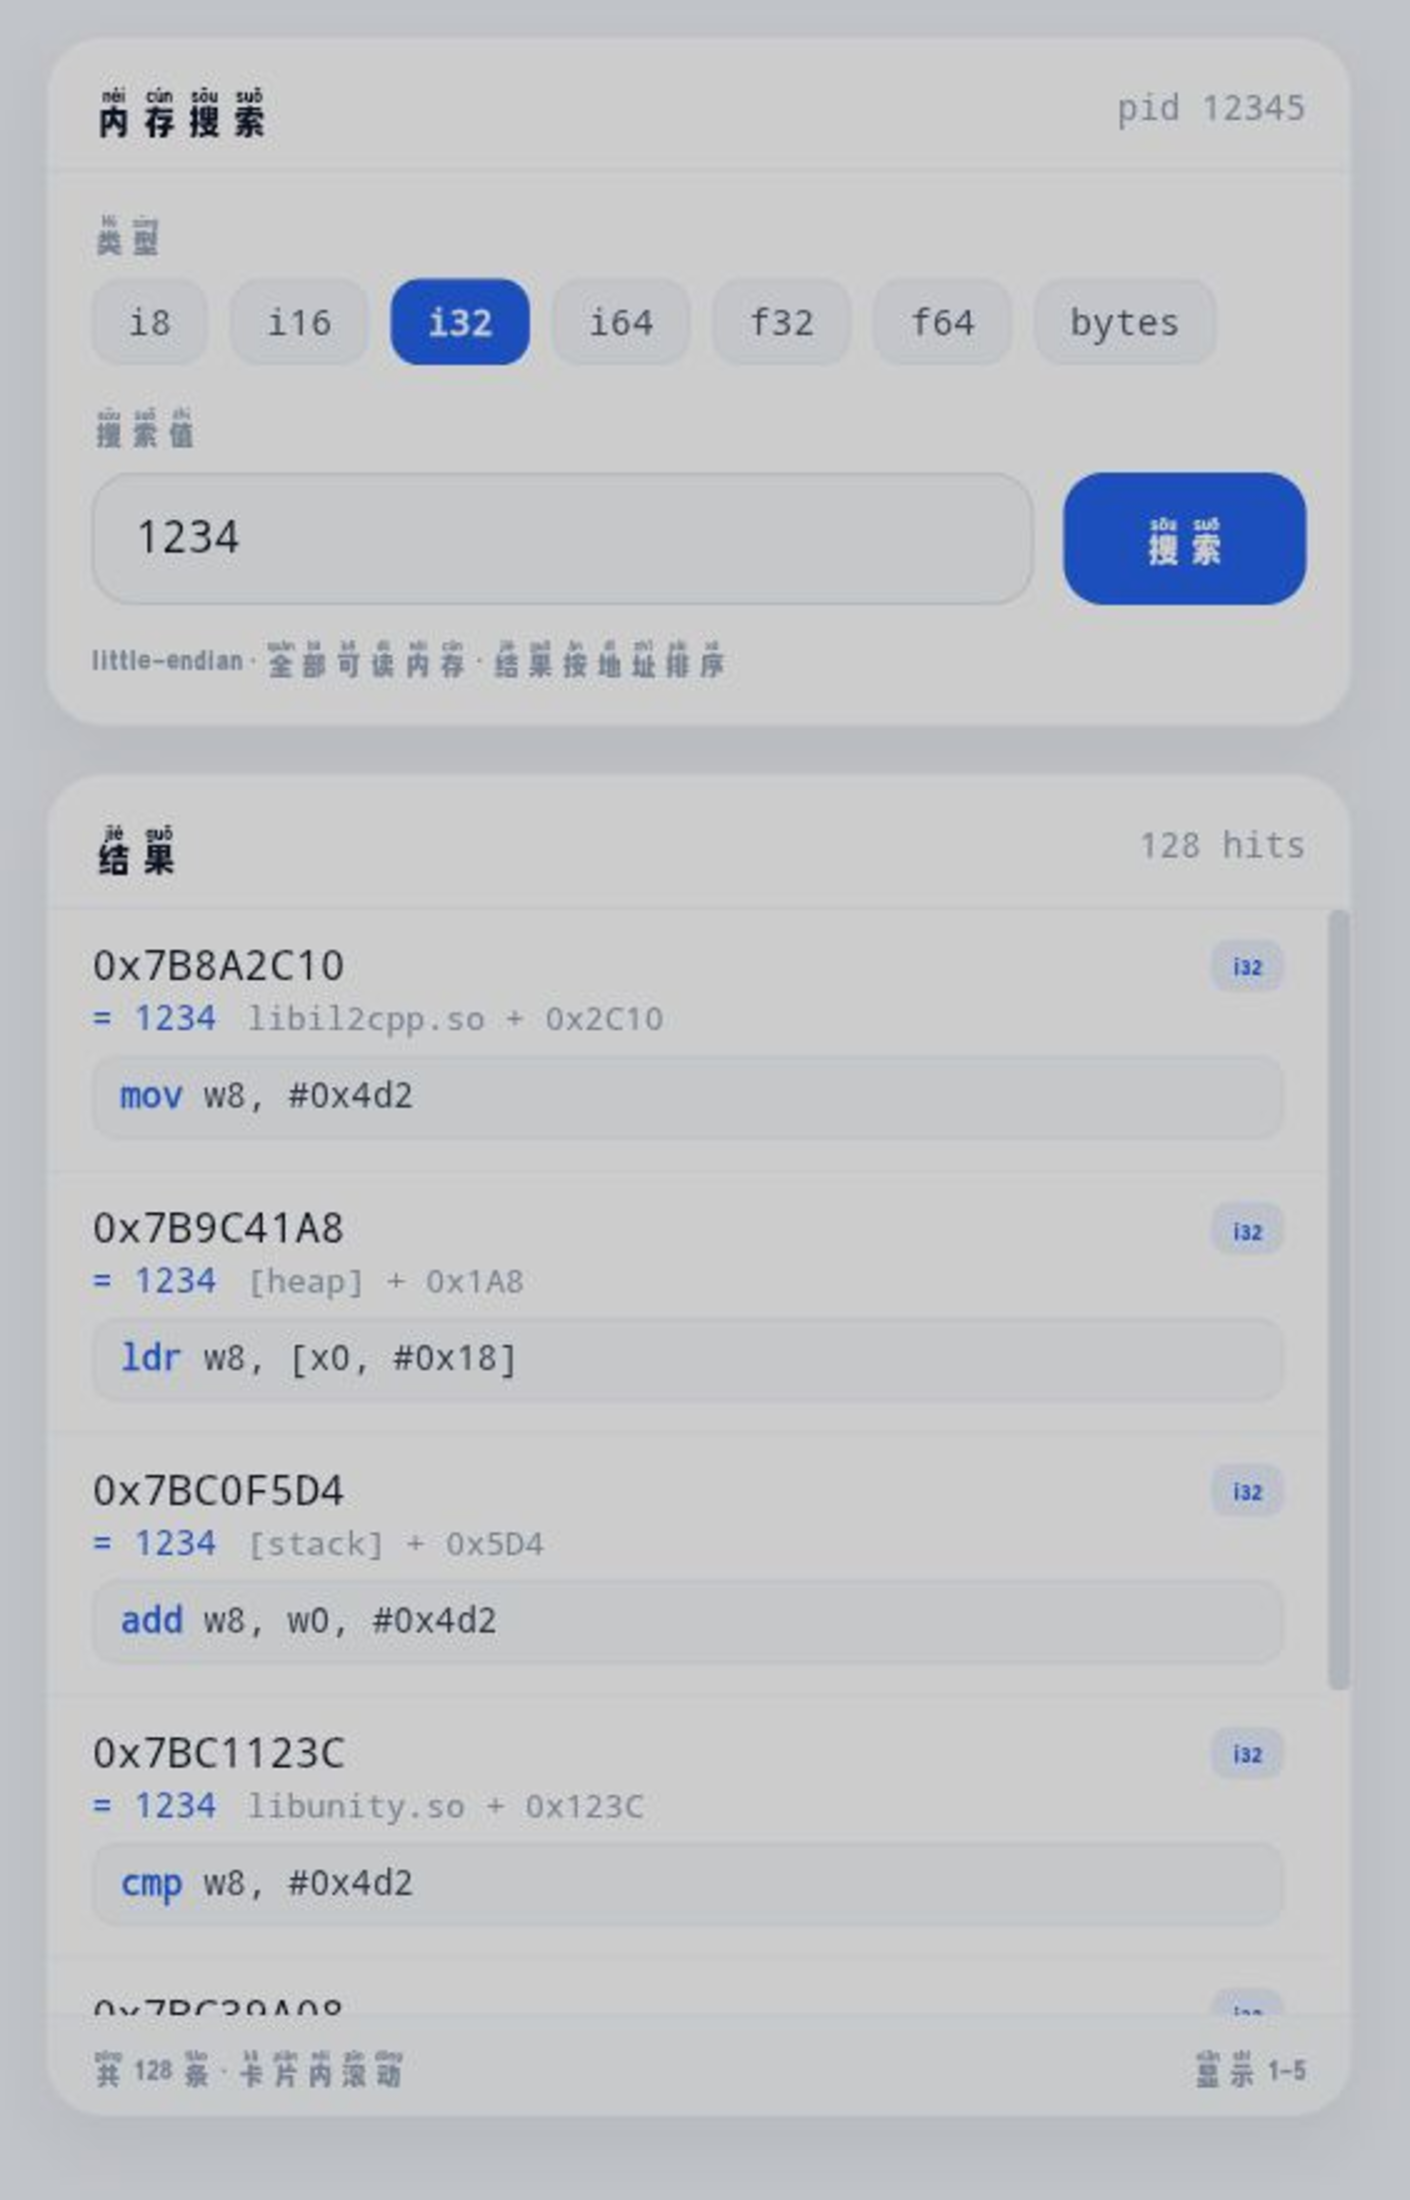 内存搜索
pid 12345
类型
i8 i16 i32 i64 f32 f64 bytes
搜索值
1234
搜索
little-endian · 全部可读内存 · 结果按地址排序
结果
128 hits
0x7B8A2C10
i32
= 1234 libil2cpp.so + 0x2C10
mov w8, #0x4d2
0x7B9C41A8
i32
= 1234 [heap] + 0x1A8
ldr w8, [x0, #0x18]
0x7BC0F5D4
i32
= 1234 [stack] + 0x5D4
add w8, w0, #0x4d2
0x7BC1123C
i32
= 1234 libunity.so + 0x123C
cmp w8, #0x4d2
共 128 条 · 卡片内滚动
显示 1-5